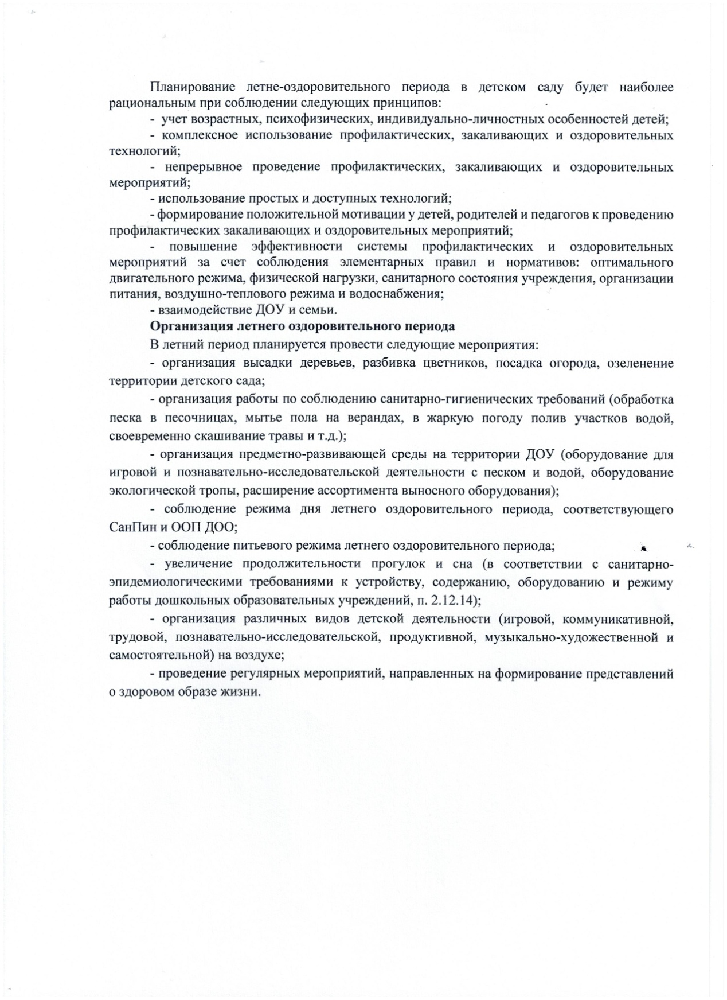 Планирование летне-оздоровительного периода в детском саду будет наиболее
рациональным при соблюдении следующих принципов:
- учет возрастных, психофизических, индивидуально-личностных особенностей детей;
- комплексное использование профилактических, закаливающих и оздоровительных
технологий;
- непрерывное проведение профилактических, закаливающих и оздоровительных
мероприятий;
- использование простых и доступных технологий;
- формирование положительной мотивации у детей, родителей и педагогов к проведению
профилактических закаливающих и оздоровительных мероприятий;
- повышение эффективности системы профилактических и оздоровительных
мероприятий за счет соблюдения элементарных правил и нормативов: оптимального
двигательного режима, физической нагрузки, санитарного состояния учреждения, организации
питания, воздушно-теплового режима и водоснабжения;
- взаимодействие ДОУ и семьи.
Организация летнего оздоровительного периода
В летний период планируется провести следующие мероприятия:
- организация высадки деревьев, разбивка цветников, посадка огорода, озеленение
территории детского сада;
- организация работы по соблюдению санитарно-гигиенических требований (обработка
песка в песочницах, мытье пола на верандах, в жаркую погоду полив участков водой,
своевременно скашивание травы и т.д.);
- организация предметно-развивающей среды на территории ДОУ (оборудование для
игровой и познавательно-исследовательской деятельности с песком и водой, оборудование
экологической тропы, расширение ассортимента выносного оборудования);
- соблюдение режима дня летнего оздоровительного периода, соответствующего
СанПин и ООП ДОО;
- соблюдение питьевого режима летнего оздоровительного периода;
- увеличение продолжительности прогулок и сна (в соответствии с санитарно-
эпидемиологическими требованиями к устройству, содержанию, оборудованию и режиму
работы дошкольных образовательных учреждений, п. 2.12.14);
- организация различных видов детской деятельности (игровой, коммуникативной,
трудовой, познавательно-исследовательской, продуктивной, музыкально-художественной и
самостоятельной) на воздухе;
- проведение регулярных мероприятий, направленных на формирование представлений
о здоровом образе жизни.